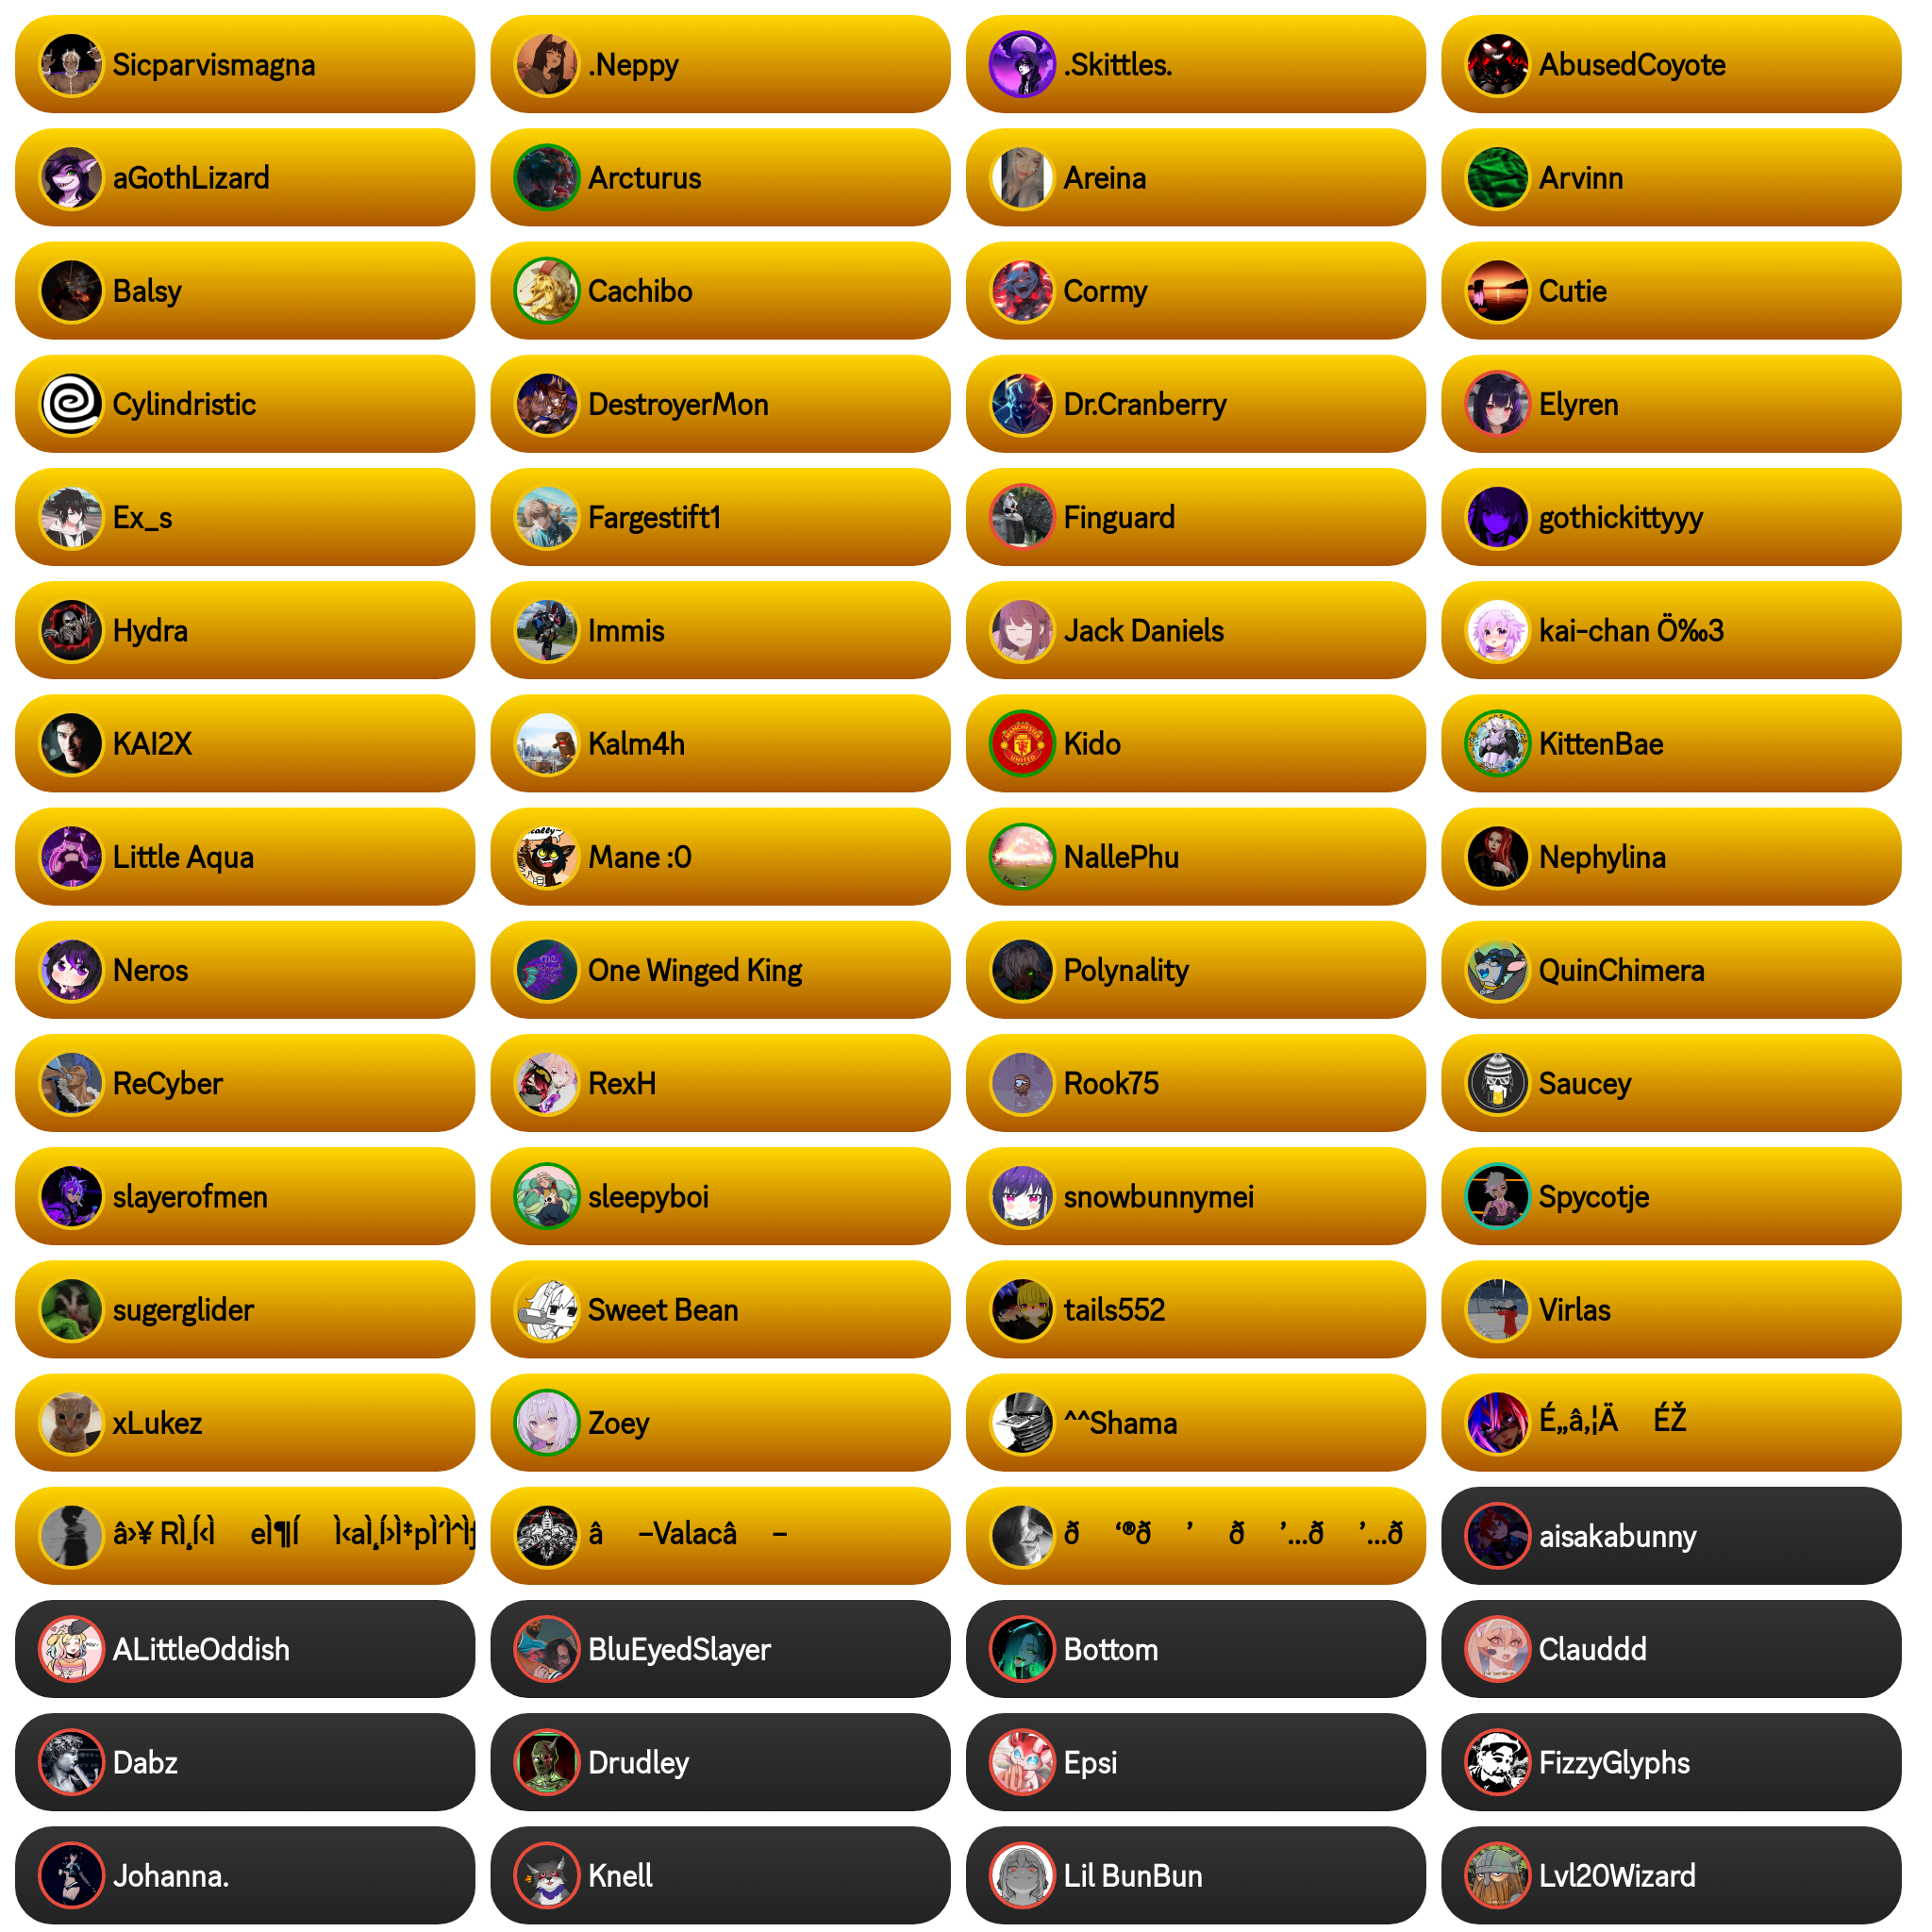 Sicparvismagna
.Neppy
.Skittles.
AbusedCoyote
aGothLizard
Arcturus
Areina
Arvinn
Balsy
Cachibo
Cormy
Cutie
Cylindristic
DestroyerMon
Dr.Cranberry
Elyren
Ex_s
Fargestift1
Finguard
gothickittyyy
Hydra
Immis
Jack Daniels
kai-chan Ö‰3
KAI2X
Kalm4h
MANCHESTER
UNITED
Kido
KittenBae
Little Aqua
Mane :0
NallePhu
Nephylina
Neros
One Winged King
Polynality
QuinChimera
ReCyber
RexH
Rook75
Saucey
slayerofmen
sleepyboi
snowbunnymei
Spycotje
sugerglider
Sweet Bean
tails552
Virlas
xLukez
Zoey
^^Shama
É„â‚¦Ä ÉŽ
â –Valacâ –
ð ‘®ð ’ ð ’…ð ’…ð
aisakabunny
ALittleOddish
BluEyedSlayer
Bottom
Clauddd
Dabz
Drudley
Epsi
FizzyGlyphs
Johanna.
Knell
Lil BunBun
Lvl20Wizard